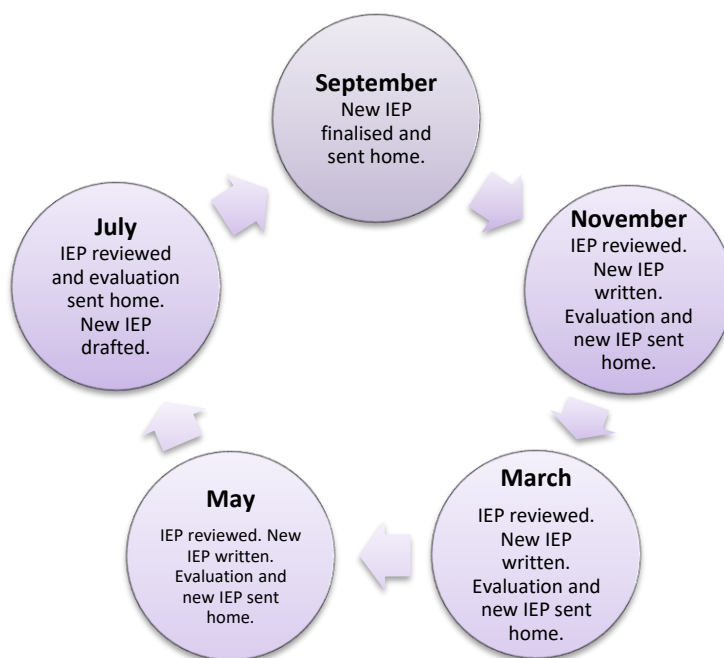 September
New IEP
finalised and
sent home.
November
IEP reviewed.
New IEP
written.
Evaluation and
new IEP sent
home.
March
IEP reviewed.
New IEP
written.
Evaluation and
new IEP sent
home.
May
IEP reviewed. New
IEP written.
Evaluation and
new IEP sent
home.
July
IEP reviewed
and evaluation
sent home.
New IEP
drafted.